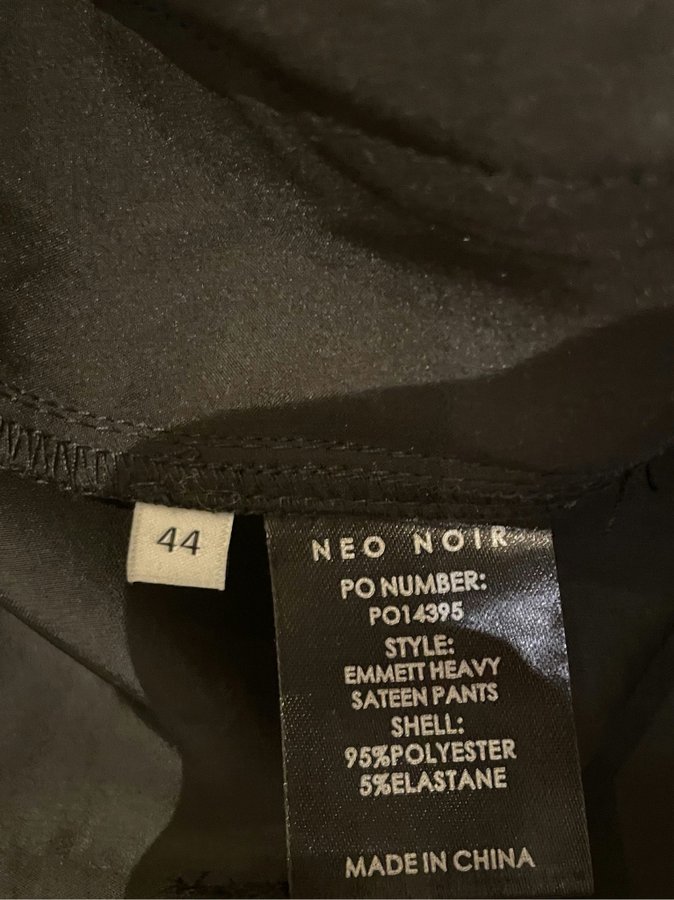 44
NEO NOIR
PO NUMBER:
PO14395
STYLE:
EMMETT HEAVY
SATEEN PANTS
SHELL:
95%POLYESTER
5%ELASTANE
MADE IN CHINA